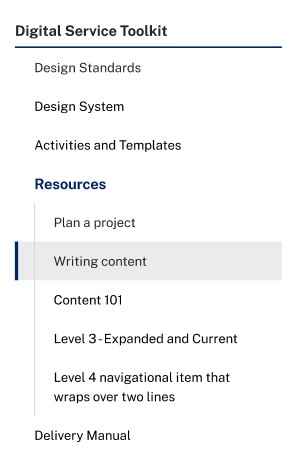 Digital Service Toolkit
Design Standards
Design System
Activities and Templates
Resources
Plan a project
Writing content
Content 101
Level 3 - Expanded and Current
Level 4 navigational item that
wraps over two lines
Delivery Manual